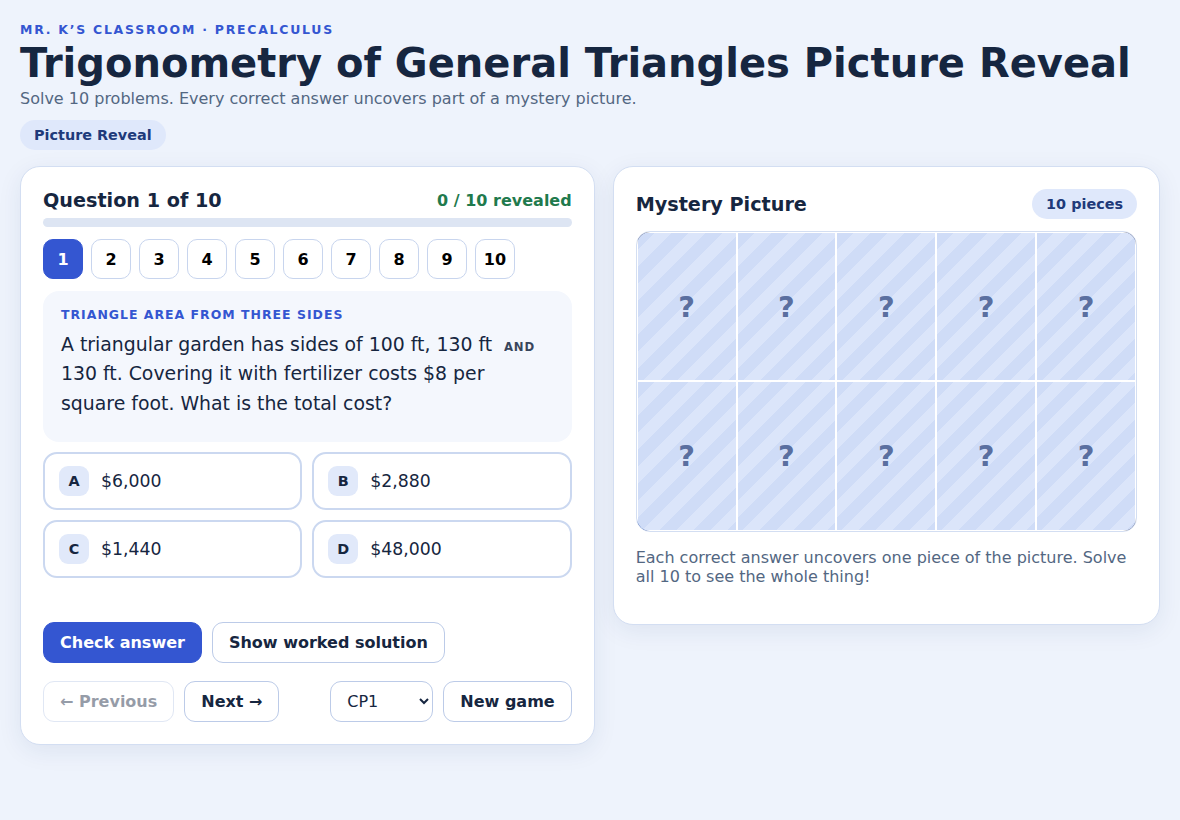 MR. K’S CLASSROOM · PRECALCULUS
Trigonometry of General Triangles Picture Reveal
Solve 10 problems. Every correct answer uncovers part of a mystery picture.
Picture Reveal
Question 1 of 10
0 / 10 revealed
1 2 3 4 5 6 7 8 9 10
TRIANGLE AREA FROM THREE SIDES
A triangular garden has sides of 100 ft, 130 ft AND
130 ft. Covering it with fertilizer costs $8 per
square foot. What is the total cost?
A $6,000
B $2,880
C $1,440
D $48,000
Check answer
Show worked solution
← Previous
Next →
CP1
New game
Mystery Picture
10 pieces
? ? ? ? ?
? ? ? ? ?
Each correct answer uncovers one piece of the picture. Solve
all 10 to see the whole thing!